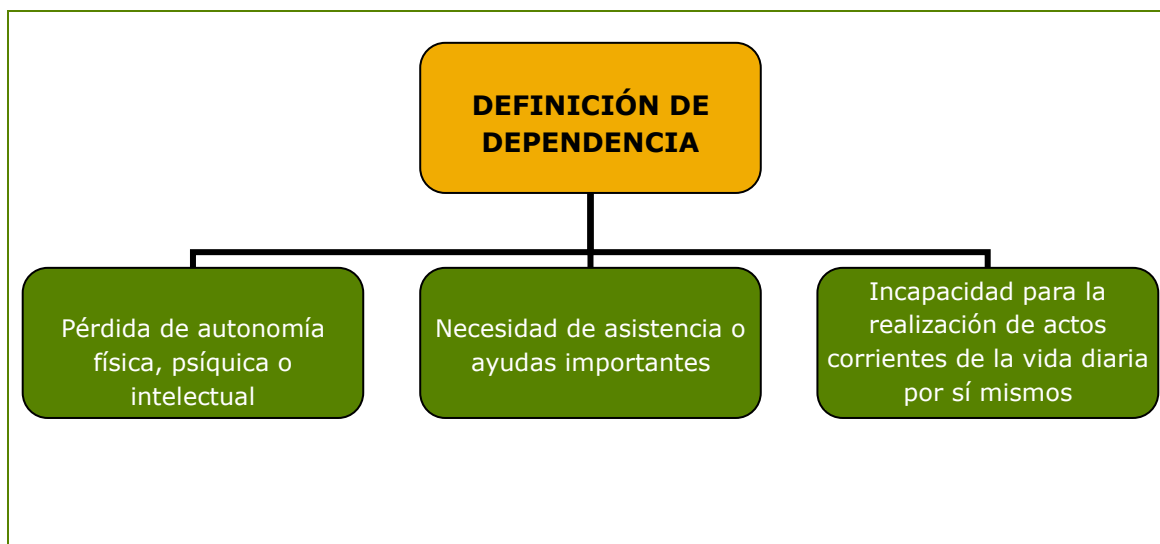 DEFINICIÓN DE
DEPENDENCIA
Pérdida de autonomía
física, psíquica o
intelectual
Necesidad de asistencia o
ayudas importantes
Incapacidad para la
realización de actos
corrientes de la vida diaria
por sí mismos